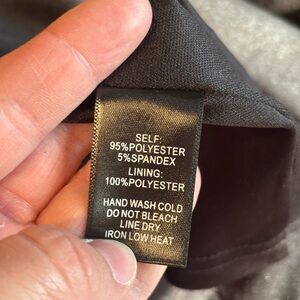 SELF:
95%POLYESTER
5%SPANDEX
LINING:
100%POLYESTER
HAND WASH COLD
DO NOT BLEACH
LINE DRY
IRON LOW HEAT